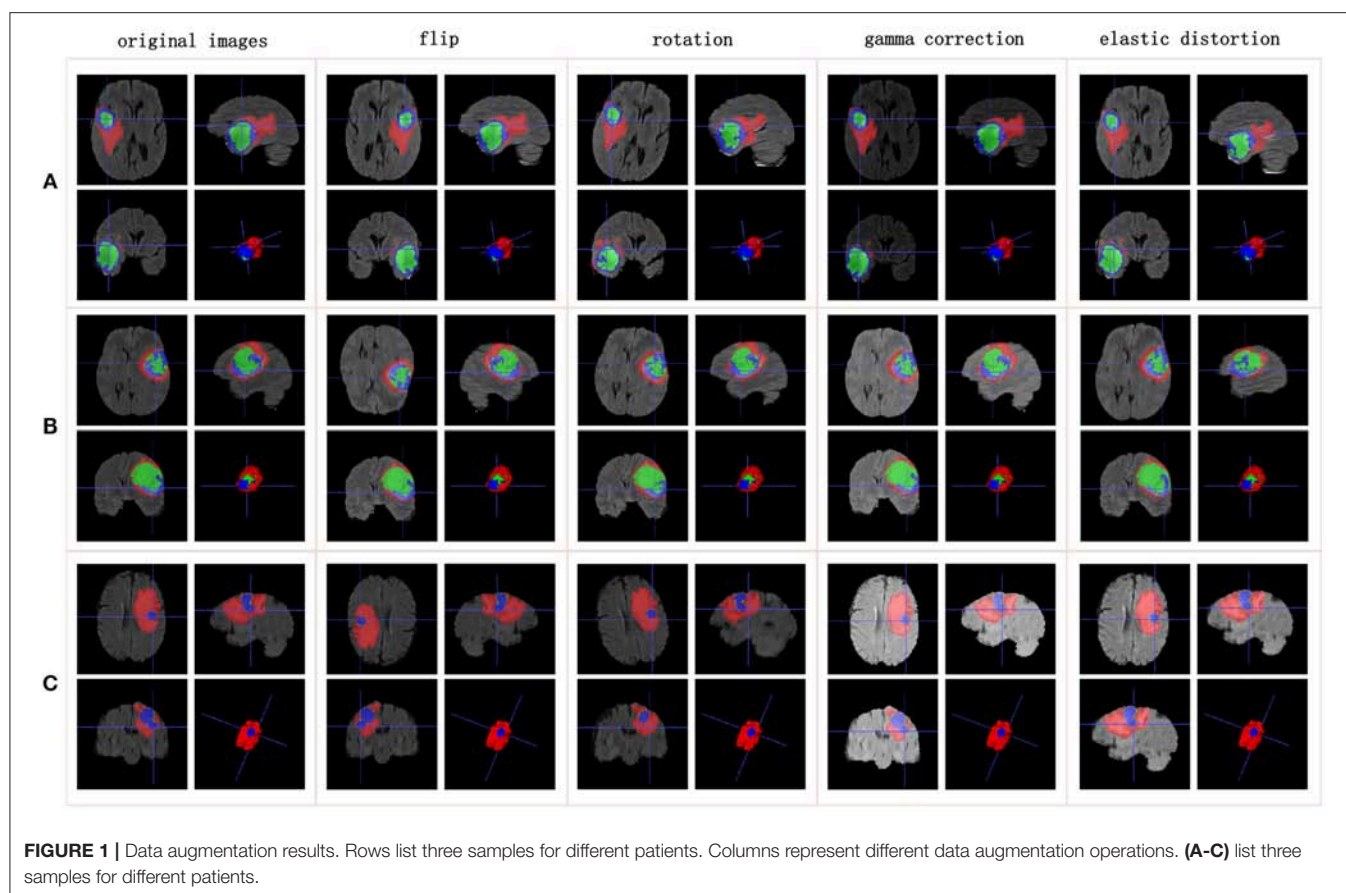 original images flip rotation gamma correction elastic distortion
A
B
C
FIGURE 1 | Data augmentation results. Rows list three samples for different patients. Columns represent different data augmentation operations. (A-C) list three
samples for different patients.